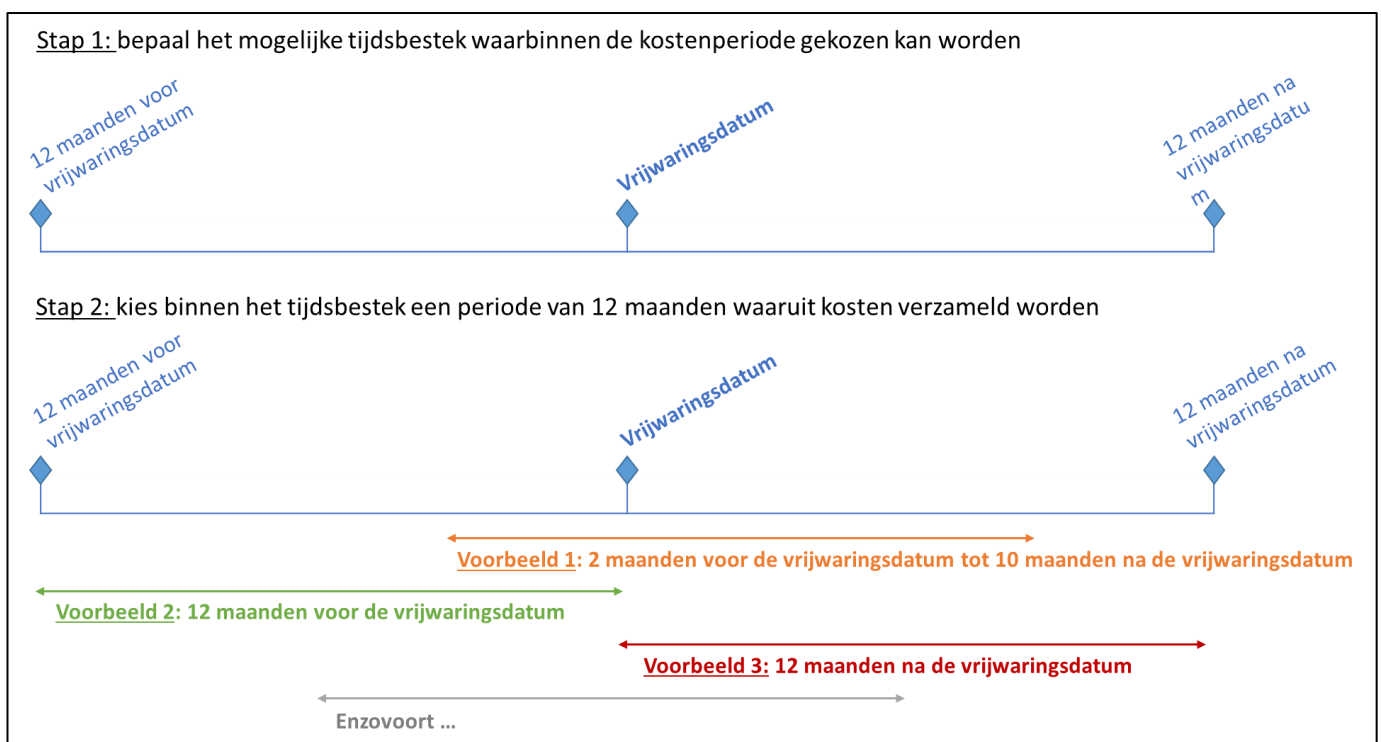 Stap 1: bepaal het mogelijke tijdsbestek waarbinnen de kostenperiode gekozen kan worden
12 maanden voor
vrijwaringsdatum
Vrijwaringsdatum
12 maanden na
vrijwaringsdatu
m
Stap 2: kies binnen het tijdsbestek een periode van 12 maanden waaruit kosten verzameld worden
12 maanden voor
vrijwaringsdatum
Vrijwaringsdatum
12 maanden na
vrijwaringsdatum
Voorbeeld 1: 2 maanden voor de vrijwaringsdatum tot 10 maanden na de vrijwaringsdatum
Voorbeeld 2: 12 maanden voor de vrijwaringsdatum
Voorbeeld 3: 12 maanden na de vrijwaringsdatum
Enzovoort ...